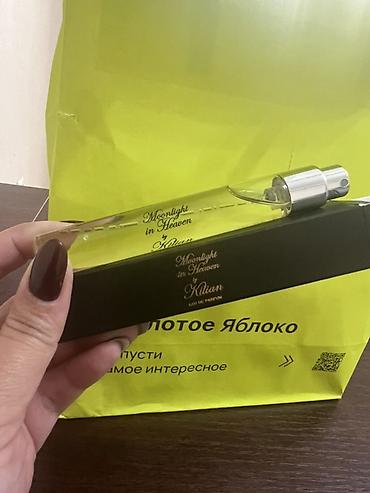 Moonlight
in Heaven
by
Kilian
Moonlight
in Heaven
by
Kilian
EAU DE PARFUM
лотое Яблоко
пусти
амое интересное